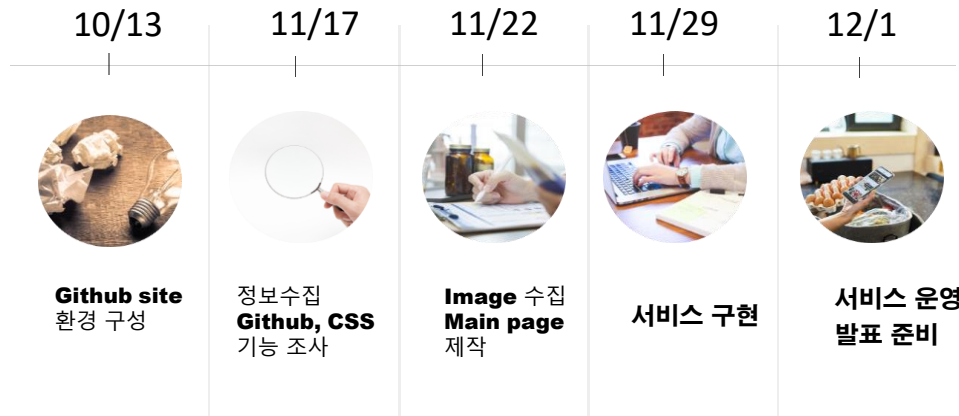 10/13
11/17
11/22
11/29
12/1
Github site
환경 구성
정보수집
Github, CSS
기능 조사
Image 수집
Main page
제작
서비스 구현
서비스 운영
발표 준비